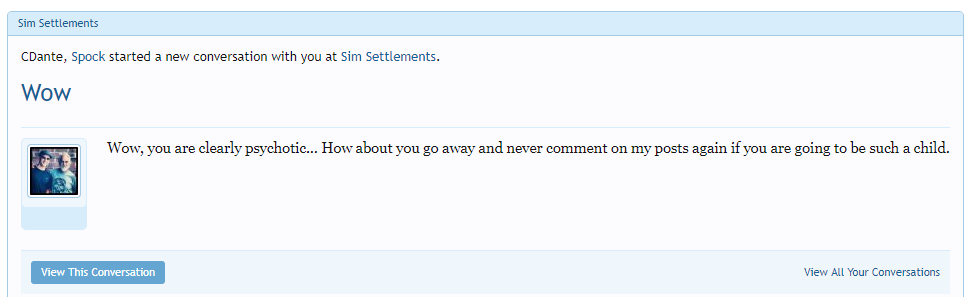 Sim Settlements
CDante, Spock started a new conversation with you at Sim Settlements.
Wow
Wow, you are clearly psychotic... How about you go away and never comment on my posts again if you are going to be such a child.
View This Conversation
View All Your Conversations